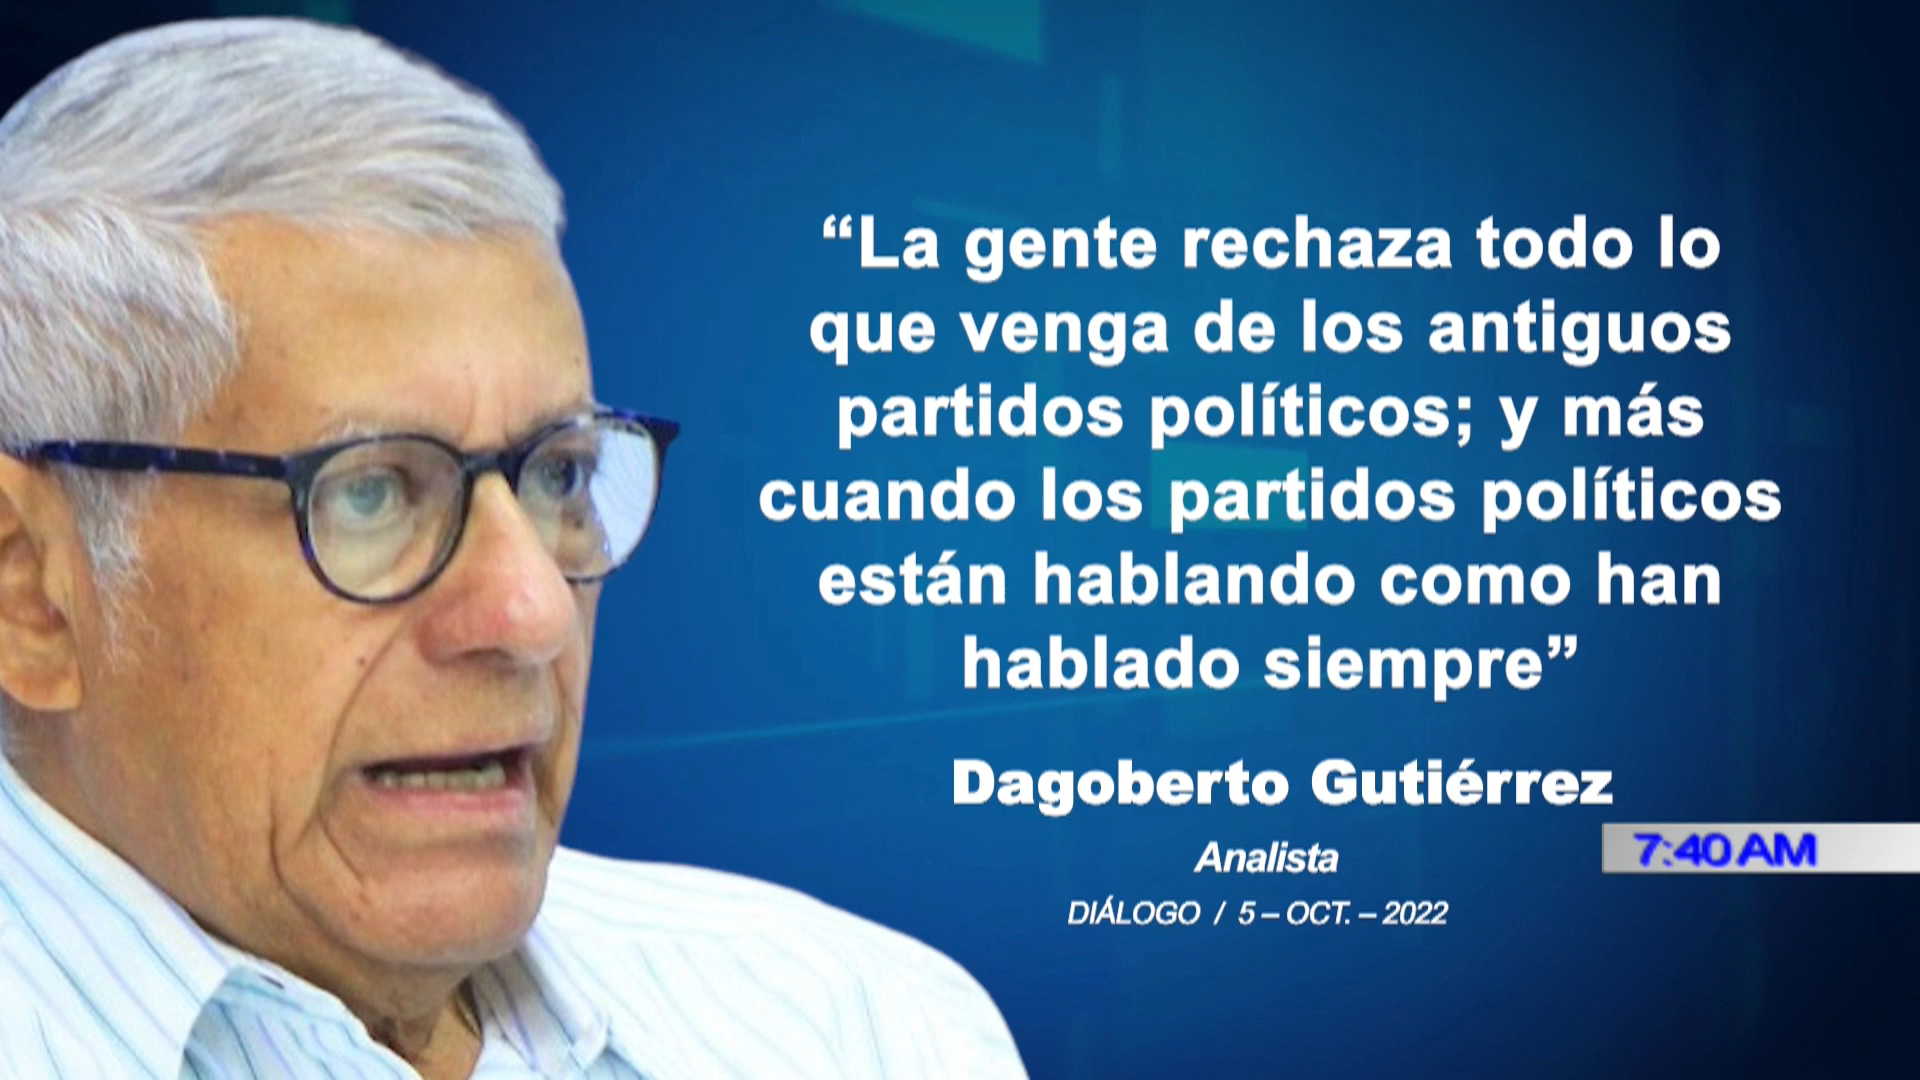 “La gente rechaza todo lo
que venga de los antiguos
partidos políticos; y más
cuando los partidos políticos
están hablando como han
hablado siempre”
Dagoberto Gutiérrez
Analista
DIÁLOGO / 5 – OCT. – 2022
7:40 AM